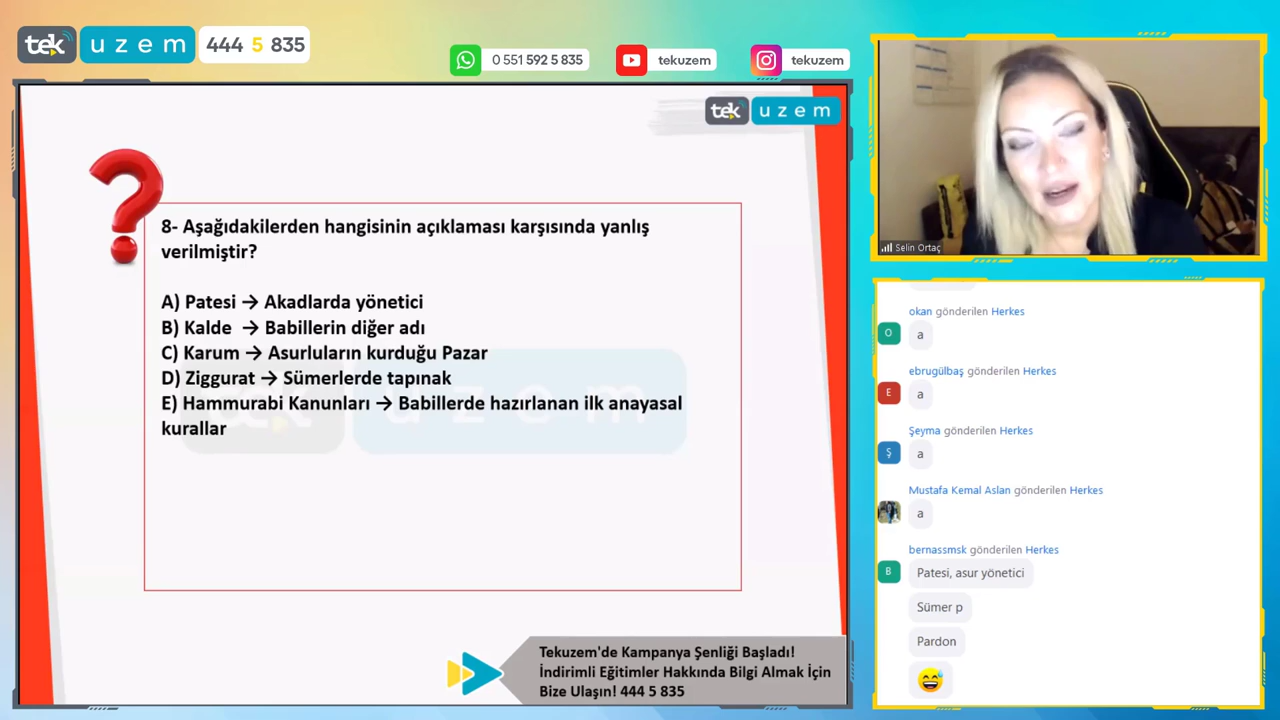 tek uzem 444 5 835
0 551 592 5 835
tekuzem
tekuzem
tek uzem
8- Aşağıdakilerden hangisinin açıklaması karşısında yanlış
verilmiştir?
A) Patesi → Akadlarda yönetici
B) Kalde → Babillerin diğer adı
C) Karum → Asurluların kurduğu Pazar
D) Ziggurat → Sümerlerde tapınak
E) Hammurabi Kanunları → Babillerde hazırlanan ilk anayasal
kurallar
tek uzem
Tekuzem'de Kampanya Şenliği Başladı!
İndirimli Eğitimler Hakkında Bilgi Almak İçin
Bize Ulaşın! 444 5 835
Selin Ortaç
okan gönderilen Herkes
O
a
ebrugülbaş gönderilen Herkes
E
a
Şeyma gönderilen Herkes
Ş
a
Mustafa Kemal Aslan gönderilen Herkes
a
bernassmsk gönderilen Herkes
B
Patesi, asur yönetici
Sümer p
Pardon